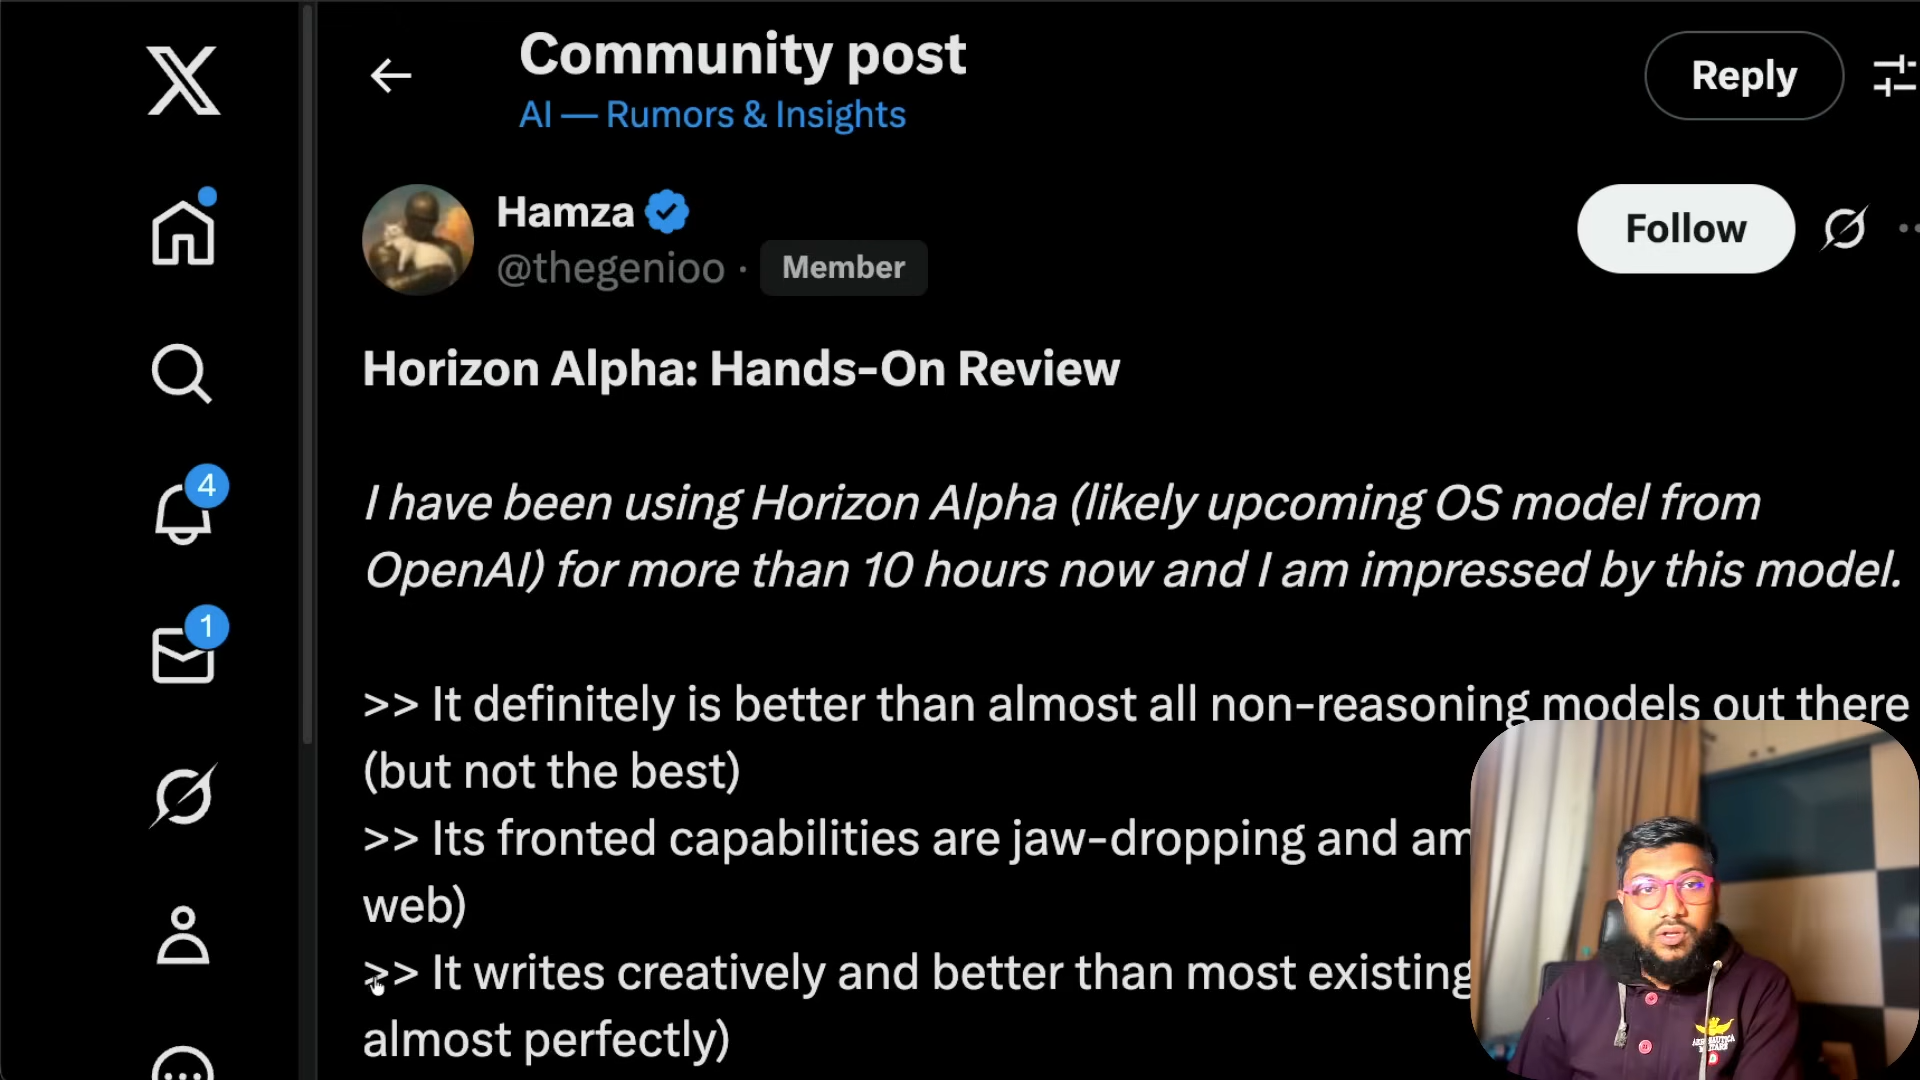 Community post
AI — Rumors & Insights
Reply
Hamza
@thegenioo · Member
Follow
Horizon Alpha: Hands-On Review
4
I have been using Horizon Alpha (likely upcoming OS model from
OpenAI) for more than 10 hours now and I am impressed by this model.
1
>> It definitely is better than almost all non-reasoning models out there
(but not the best)
>> Its fronted capabilities are jaw-dropping and am
web)
>> It writes creatively and better than most existing
almost perfectly)